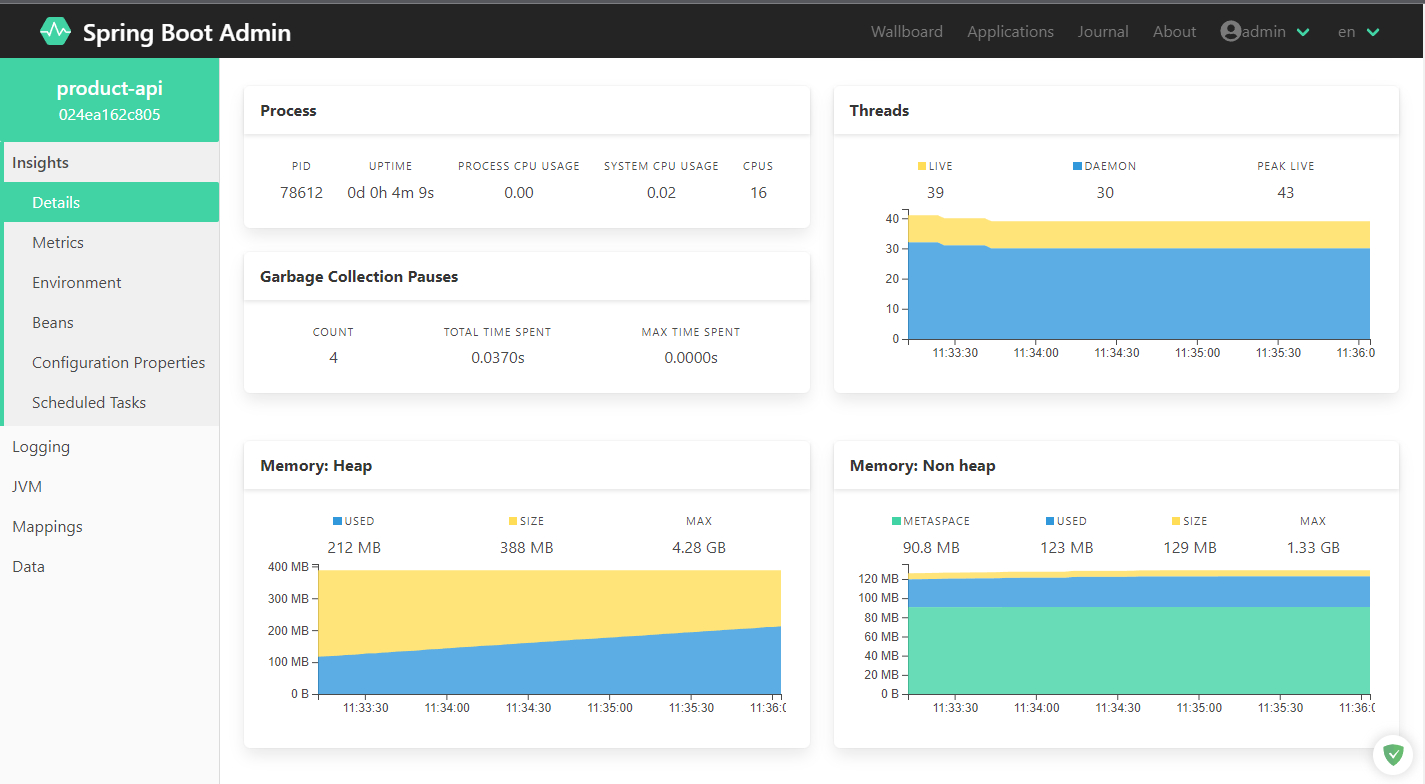 Spring Boot Admin
Wallboard Applications Journal About admin en
product-api
024ea162c805
Insights
Details
Metrics
Environment
Beans
Configuration Properties
Scheduled Tasks
Logging
JVM
Mappings
Data
Process
PID UPTIME PROCESS CPU USAGE SYSTEM CPU USAGE CPUS
78612 0d 0h 4m 9s 0.00 0.02 16
Garbage Collection Pauses
COUNT TOTAL TIME SPENT MAX TIME SPENT
4 0.0370s 0.0000s
Threads
LIVE DAEMON PEAK LIVE
39 30 43
40
30
20
10
0
11:33:30 11:34:00 11:34:30 11:35:00 11:35:30 11:36:0
Memory: Heap
USED SIZE MAX
212 MB 388 MB 4.28 GB
400 MB
300 MB
200 MB
100 MB
0 B
11:33:30 11:34:00 11:34:30 11:35:00 11:35:30 11:36:0
Memory: Non heap
METASPACE USED SIZE MAX
90.8 MB 123 MB 129 MB 1.33 GB
120 MB
100 MB
80 MB
60 MB
40 MB
20 MB
0 B
11:33:30 11:34:00 11:34:30 11:35:00 11:35:30 11:36:0